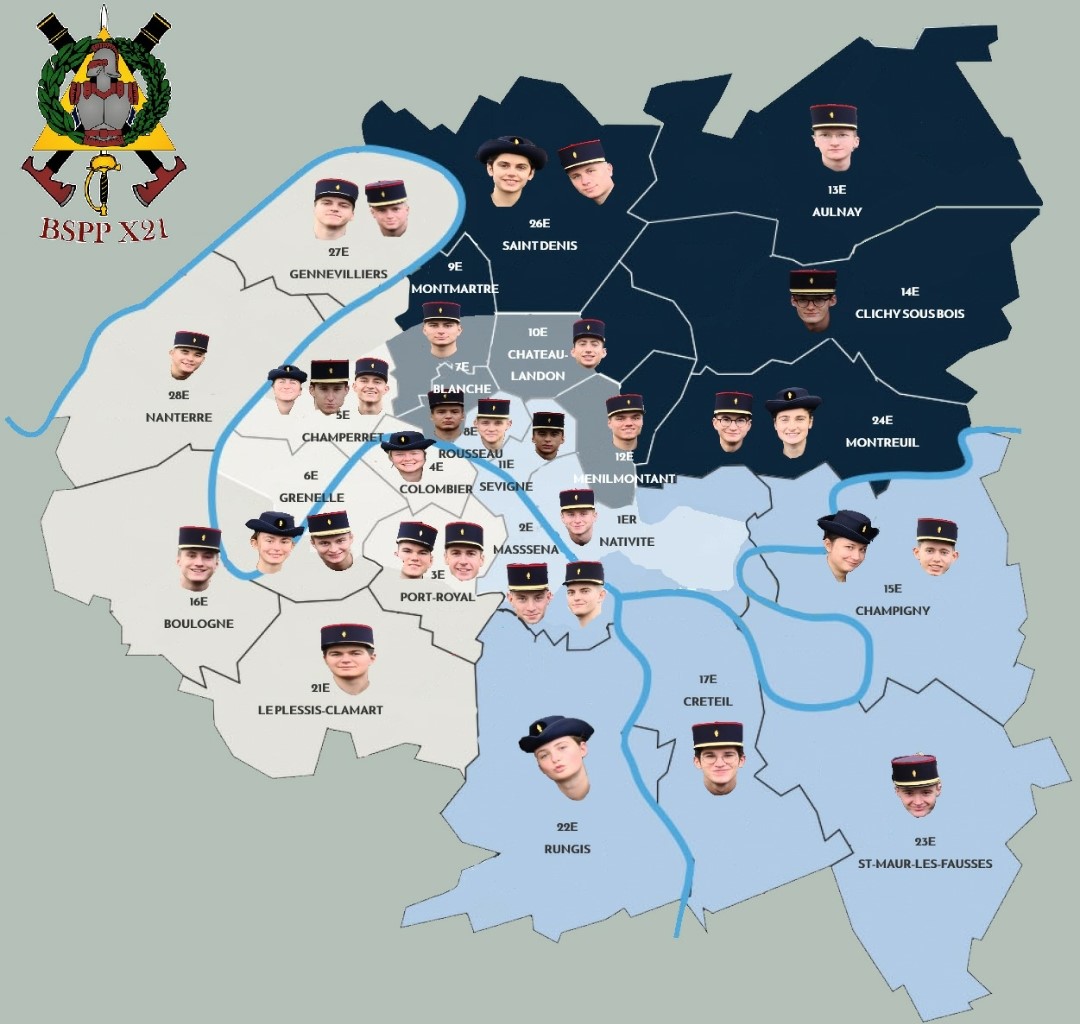 BSPP X21
13E
AULNAY
26E
SAINT DENIS
27E
GENNEVILLIERS
9E
MONTMARTRE
14E
CLICHY SOUS BOIS
10E
CHATEAU-
LANDON
7E
BLANCHE
28E
NANTERRE
5E
CHAMPERRET
8E
ROUSSEAU
24E
MONTREUIL
12E
MENILMONTANT
11E
SEVIGNE
4E
COLOMBIER
6E
GRENELLE
1ER
NATIVITE
2E
MASSSENA
3E
PORT-ROYAL
15E
CHAMPIGNY
16E
BOULOGNE
21E
LE PLESSIS-CLAMART
17E
CRETEIL
22E
RUNGIS
23E
ST-MAUR-LES-FAUSSES